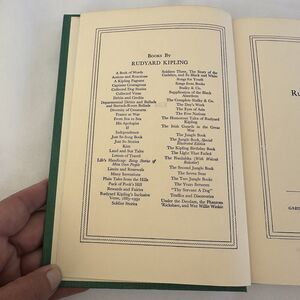 BOOKS BY
RUDYARD KIPLING
A Book of Words
Actions and Reactions
A Kipling Pageant
Captains Courageous
Collected Dog Stories
Collected Verse
Debits and Credits
Departmental Ditties and Ballads
and Barrack-Room Ballads
Diversity of Creatures
France at War
From Sea to Sea
His Apologies
If
Independence
Just So Song Book
Just So Stories
Kim
Land and Sea Tales
Letters of Travel
Life's Handicap: Being Stories of
Mine Own People
Limits and Renewals
Many Inventions
Plain Tales from the Hills
Puck of Pook's Hill
Rewards and Fairies
Rudyard Kipling's Inclusive
Verse, 1885-1932
Soldier Stories
Soldiers Three, The Story of the
Gadsbys, and In Black and White
Songs for Youth
Songs from Books
Stalky & Co.
Supplication of the Black
Aberdeen
The Complete Stalky & Co.
The Day's Work
The Eyes of Asia
The Five Nations
The Humorous Tales of Rudyard
Kipling
The Irish Guards in the Great
War
The Jungle Book
The Jungle Book, Special
Illustrated Edition
The Kipling Birthday Book
The Light That Failed
The Naulahka (With Wolcott
Balestier)
The Second Jungle Book
The Seven Seas
The Two Jungle Books
The Years Between
"Thy Servant A Dog"
Traffics and Discoveries
Under the Deodars, the Phantom
'Rickshaw, and Wee Willie Winkie
RU
GARD